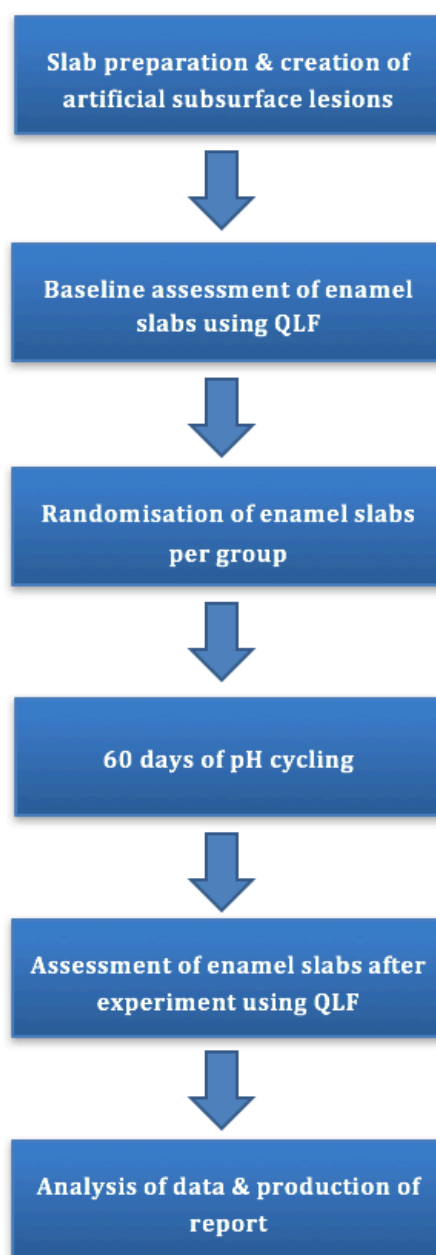 Slab preparation & creation of
artificial subsurface lesions
Baseline assessment of enamel
slabs using QLF
Randomisation of enamel slabs
per group
60 days of pH cycling
Assessment of enamel slabs after
experiment using QLF
Analysis of data & production of
report